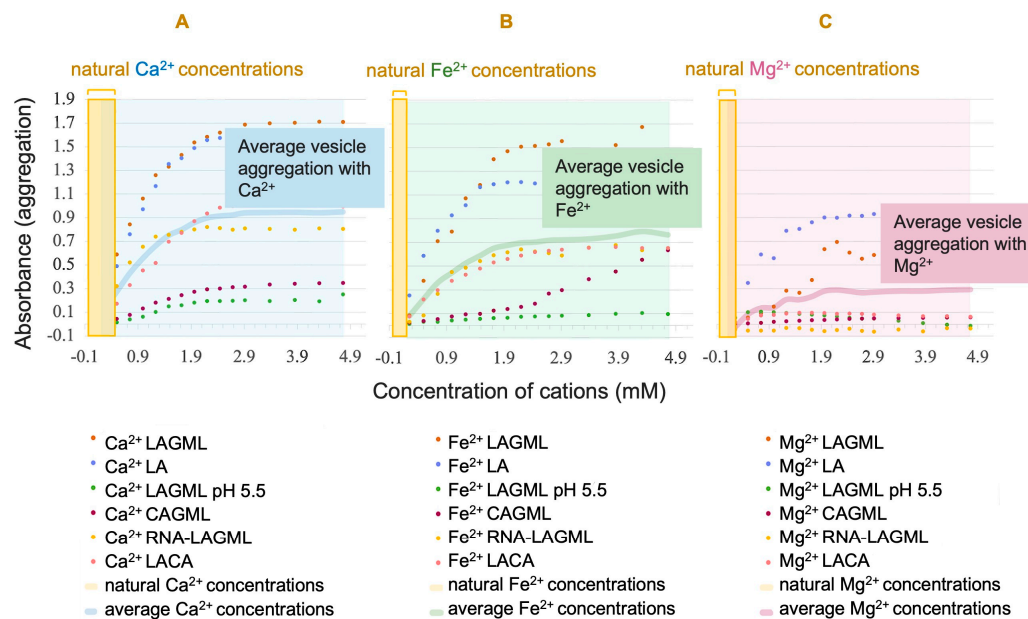 A B C
natural Ca²⁺ concentrations natural Fe²⁺ concentrations natural Mg²⁺ concentrations
1.9
1.7
1.5
1.3
1.1
0.9
0.7
0.5
0.3
0.1
-0.1
Absorbance (aggregation)
Average vesicle
aggregation with
Ca²⁺
Average vesicle
aggregation with
Fe²⁺
Average vesicle
aggregation with
Mg²⁺
-0.1 0.9 1.9 2.9 3.9 4.9 -0.1 0.9 1.9 2.9 3.9 4.9 -0.1 0.9 1.9 2.9 3.9 4.9
Concentration of cations (mM)
Ca²⁺ LAGML
Ca²⁺ LA
Ca²⁺ LAGML pH 5.5
Ca²⁺ CAGML
Ca²⁺ RNA-LAGML
Ca²⁺ LACA
natural Ca²⁺ concentrations
average Ca²⁺ concentrations
Fe²⁺ LAGML
Fe²⁺ LA
Fe²⁺ LAGML pH 5.5
Fe²⁺ CAGML
Fe²⁺ RNA-LAGML
Fe²⁺ LACA
natural Fe²⁺ concentrations
average Fe²⁺ concentrations
Mg²⁺ LAGML
Mg²⁺ LA
Mg²⁺ LAGML pH 5.5
Mg²⁺ CAGML
Mg²⁺ RNA-LAGML
Mg²⁺ LACA
natural Mg²⁺ concentrations
average Mg²⁺ concentrations